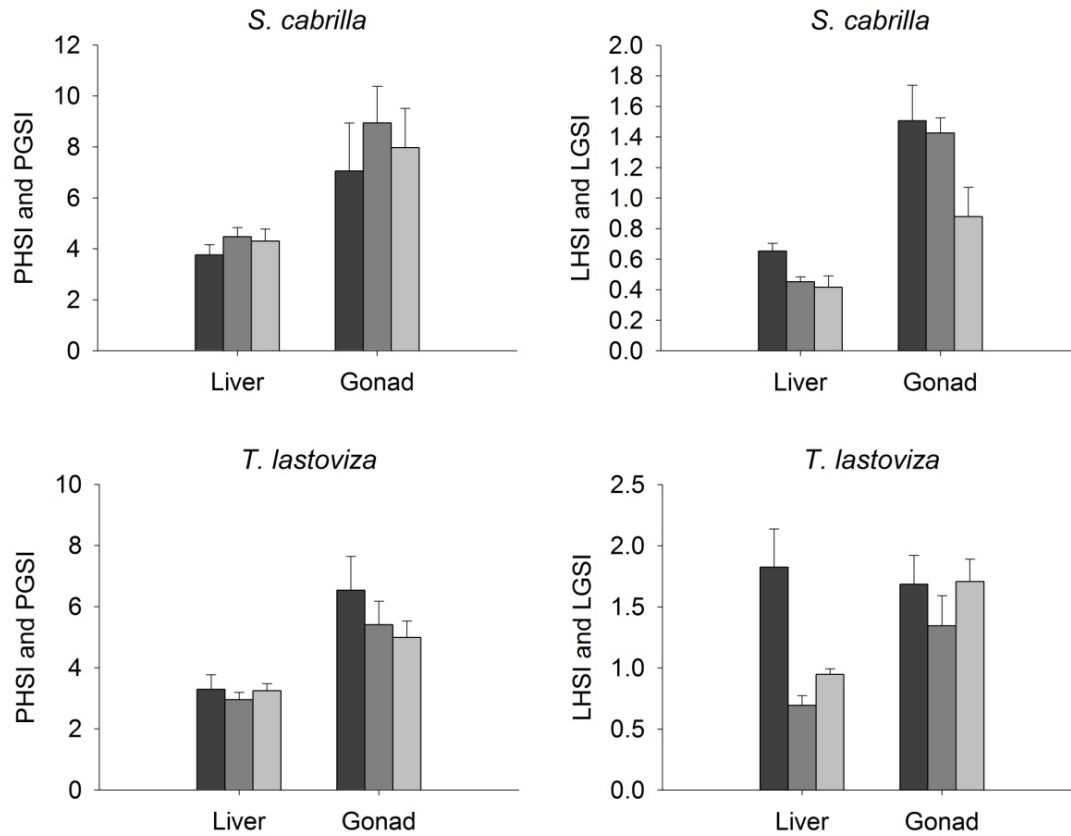 S. cabrilla
PHSI and PGSI
12
10
8
6
4
2
0
Liver Gonad
S. cabrilla
LHSI and LGSI
2.0
1.8
1.6
1.4
1.2
1.0
0.8
0.6
0.4
0.2
0.0
Liver Gonad
T. lastoviza
PHSI and PGSI
10
8
6
4
2
0
Liver Gonad
T. lastoviza
LHSI and LGSI
2.5
2.0
1.5
1.0
0.5
0.0
Liver Gonad